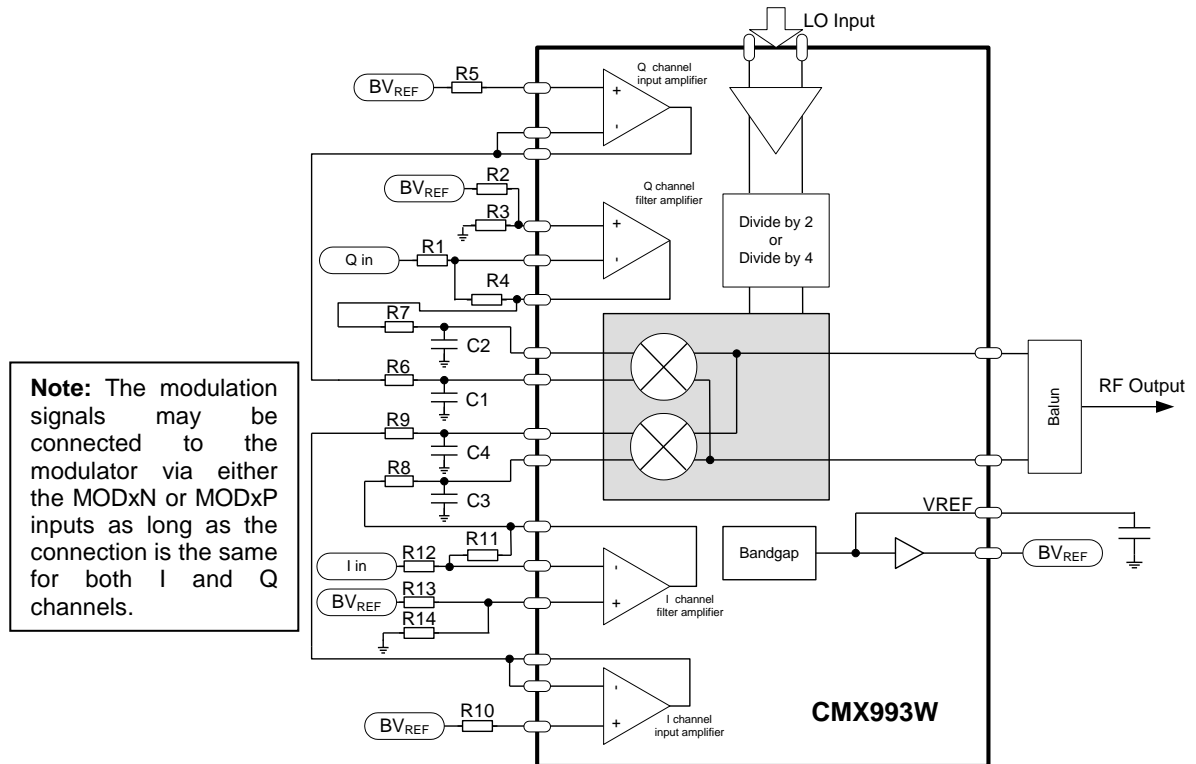 LO Input
R5
BVREF
Q channel
input amplifier
+
-
R2
BVREF
R3
Q channel
filter amplifier
+
-
Divide by 2
or
Divide by 4
R1
Q in
R4
R7
C2
R6
C1
R9
C4
R8
C3
Note: The modulation
signals may be
connected to the
modulator via either
the MODxN or MODxP
inputs as long as the
connection is the same
for both I and Q
channels.
Balun
RF Output
VREF
Bandgap
BVREF
R11
I in
R12
-
BVREF
R13
+
R14
I channel
filter amplifier
-
+
BVREF
R10
I channel
input amplifier
CMX993W